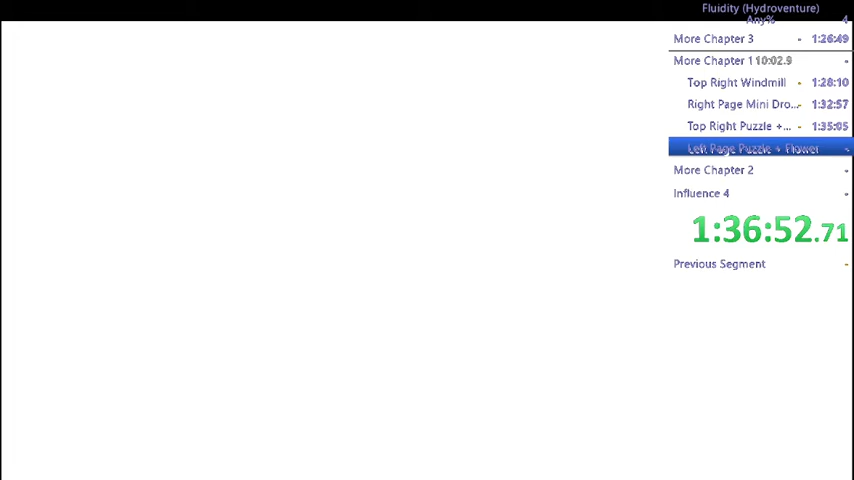 Fluidity (Hydroventure)
Any% 4
More Chapter 3 - 1:26:49
More Chapter 1 10:02.9 -
Top Right Windmill - 1:28:10
Right Page Mini Dro... - 1:32:57
Top Right Puzzle +... - 1:35:05
Left Page Puzzle + Flower -
More Chapter 2 -
Influence 4 -
1:36:52.71
Previous Segment -